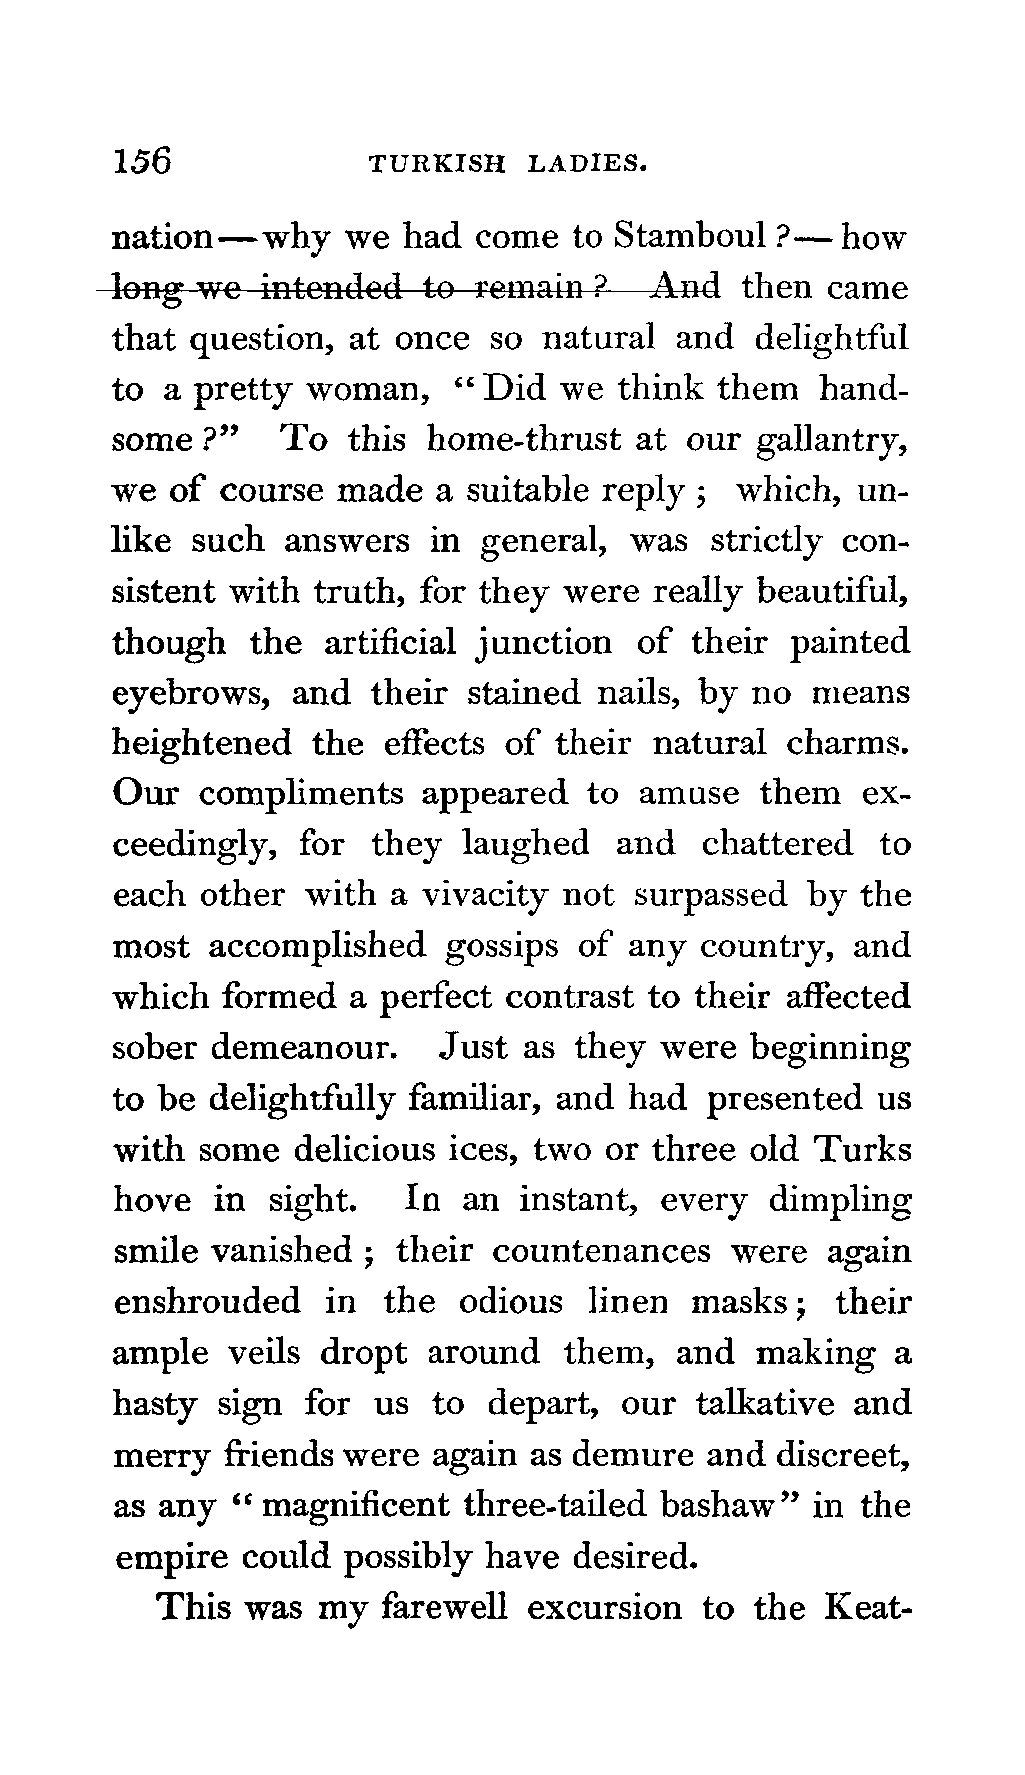 156 TURKISH LADIES.
nation—why we had come to Stamboul?—how
long we intended to remain? And then came
that question, at once so natural and delightful
to a pretty woman, “Did we think them hand-
some?” To this home-thrust at our gallantry,
we of course made a suitable reply; which, un-
like such answers in general, was strictly con-
sistent with truth, for they were really beautiful,
though the artificial junction of their painted
eyebrows, and their stained nails, by no means
heightened the effects of their natural charms.
Our compliments appeared to amuse them ex-
ceedingly, for they laughed and chattered to
each other with a vivacity not surpassed by the
most accomplished gossips of any country, and
which formed a perfect contrast to their affected
sober demeanour. Just as they were beginning
to be delightfully familiar, and had presented us
with some delicious ices, two or three old Turks
hove in sight. In an instant, every dimpling
smile vanished; their countenances were again
enshrouded in the odious linen masks; their
ample veils dropt around them, and making a
hasty sign for us to depart, our talkative and
merry friends were again as demure and discreet,
as any “magnificent three-tailed bashaw” in the
empire could possibly have desired.
This was my farewell excursion to the Keat-